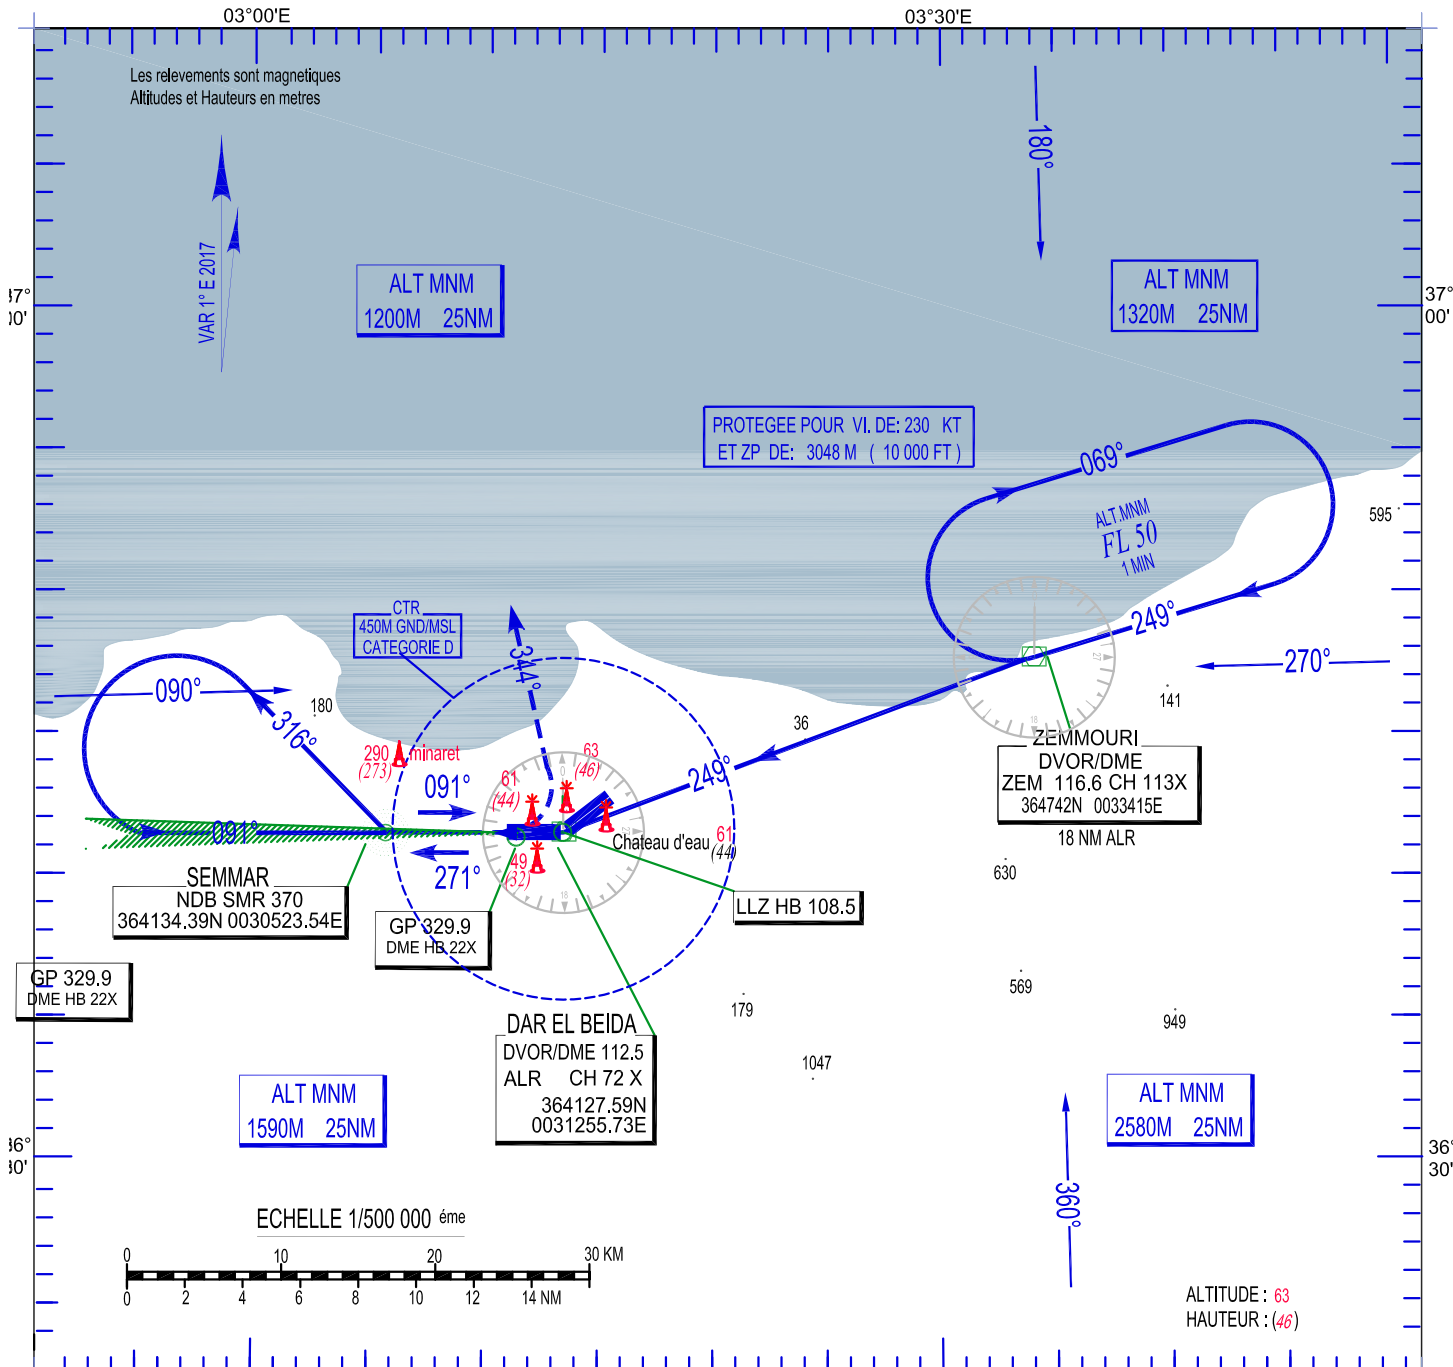 03°00'E
03°30'E
Les relevements sont magnetiques
Altitudes et Hauteurs en metres
180°
VAR 1° E 2017
ALT MNM
1200M 25NM
ALT MNM
1320M 25NM
37°
00'
37°
00'
PROTEGEE POUR VI. DE: 230 KT
ET ZP DE: 3048 M ( 10 000 FT )
069°
ALT.MNM
FL 50
1 MIN
595
249°
270°
CTR
450M GND/MSL
CATEGORIE D
344°
090°
316°
180
141
36
290
(273)
minaret
63
(46)
61
(44)
091°
249°
ZEMMOURI
DVOR/DME
ZEM 116.6 CH 113X
364742N 0033415E
18 NM ALR
091°
Chateau d'eau
61
(44)
271°
49
(32)
630
SEMMAR
NDB SMR 370
364134.39N 0030523.54E
LLZ HB 108.5
GP 329.9
DME HB 22X
GP 329.9
DME HB 22X
569
179
949
DAR EL BEIDA
DVOR/DME 112.5
ALR CH 72 X
364127.59N
0031255.73E
1047
ALT MNM
1590M 25NM
ALT MNM
2580M 25NM
36°
30'
36°
30'
360°
ECHELLE 1/500 000 éme
0 10 20 30 KM
0 2 4 6 8 10 12 14 NM
ALTITUDE : 63
HAUTEUR : (46)